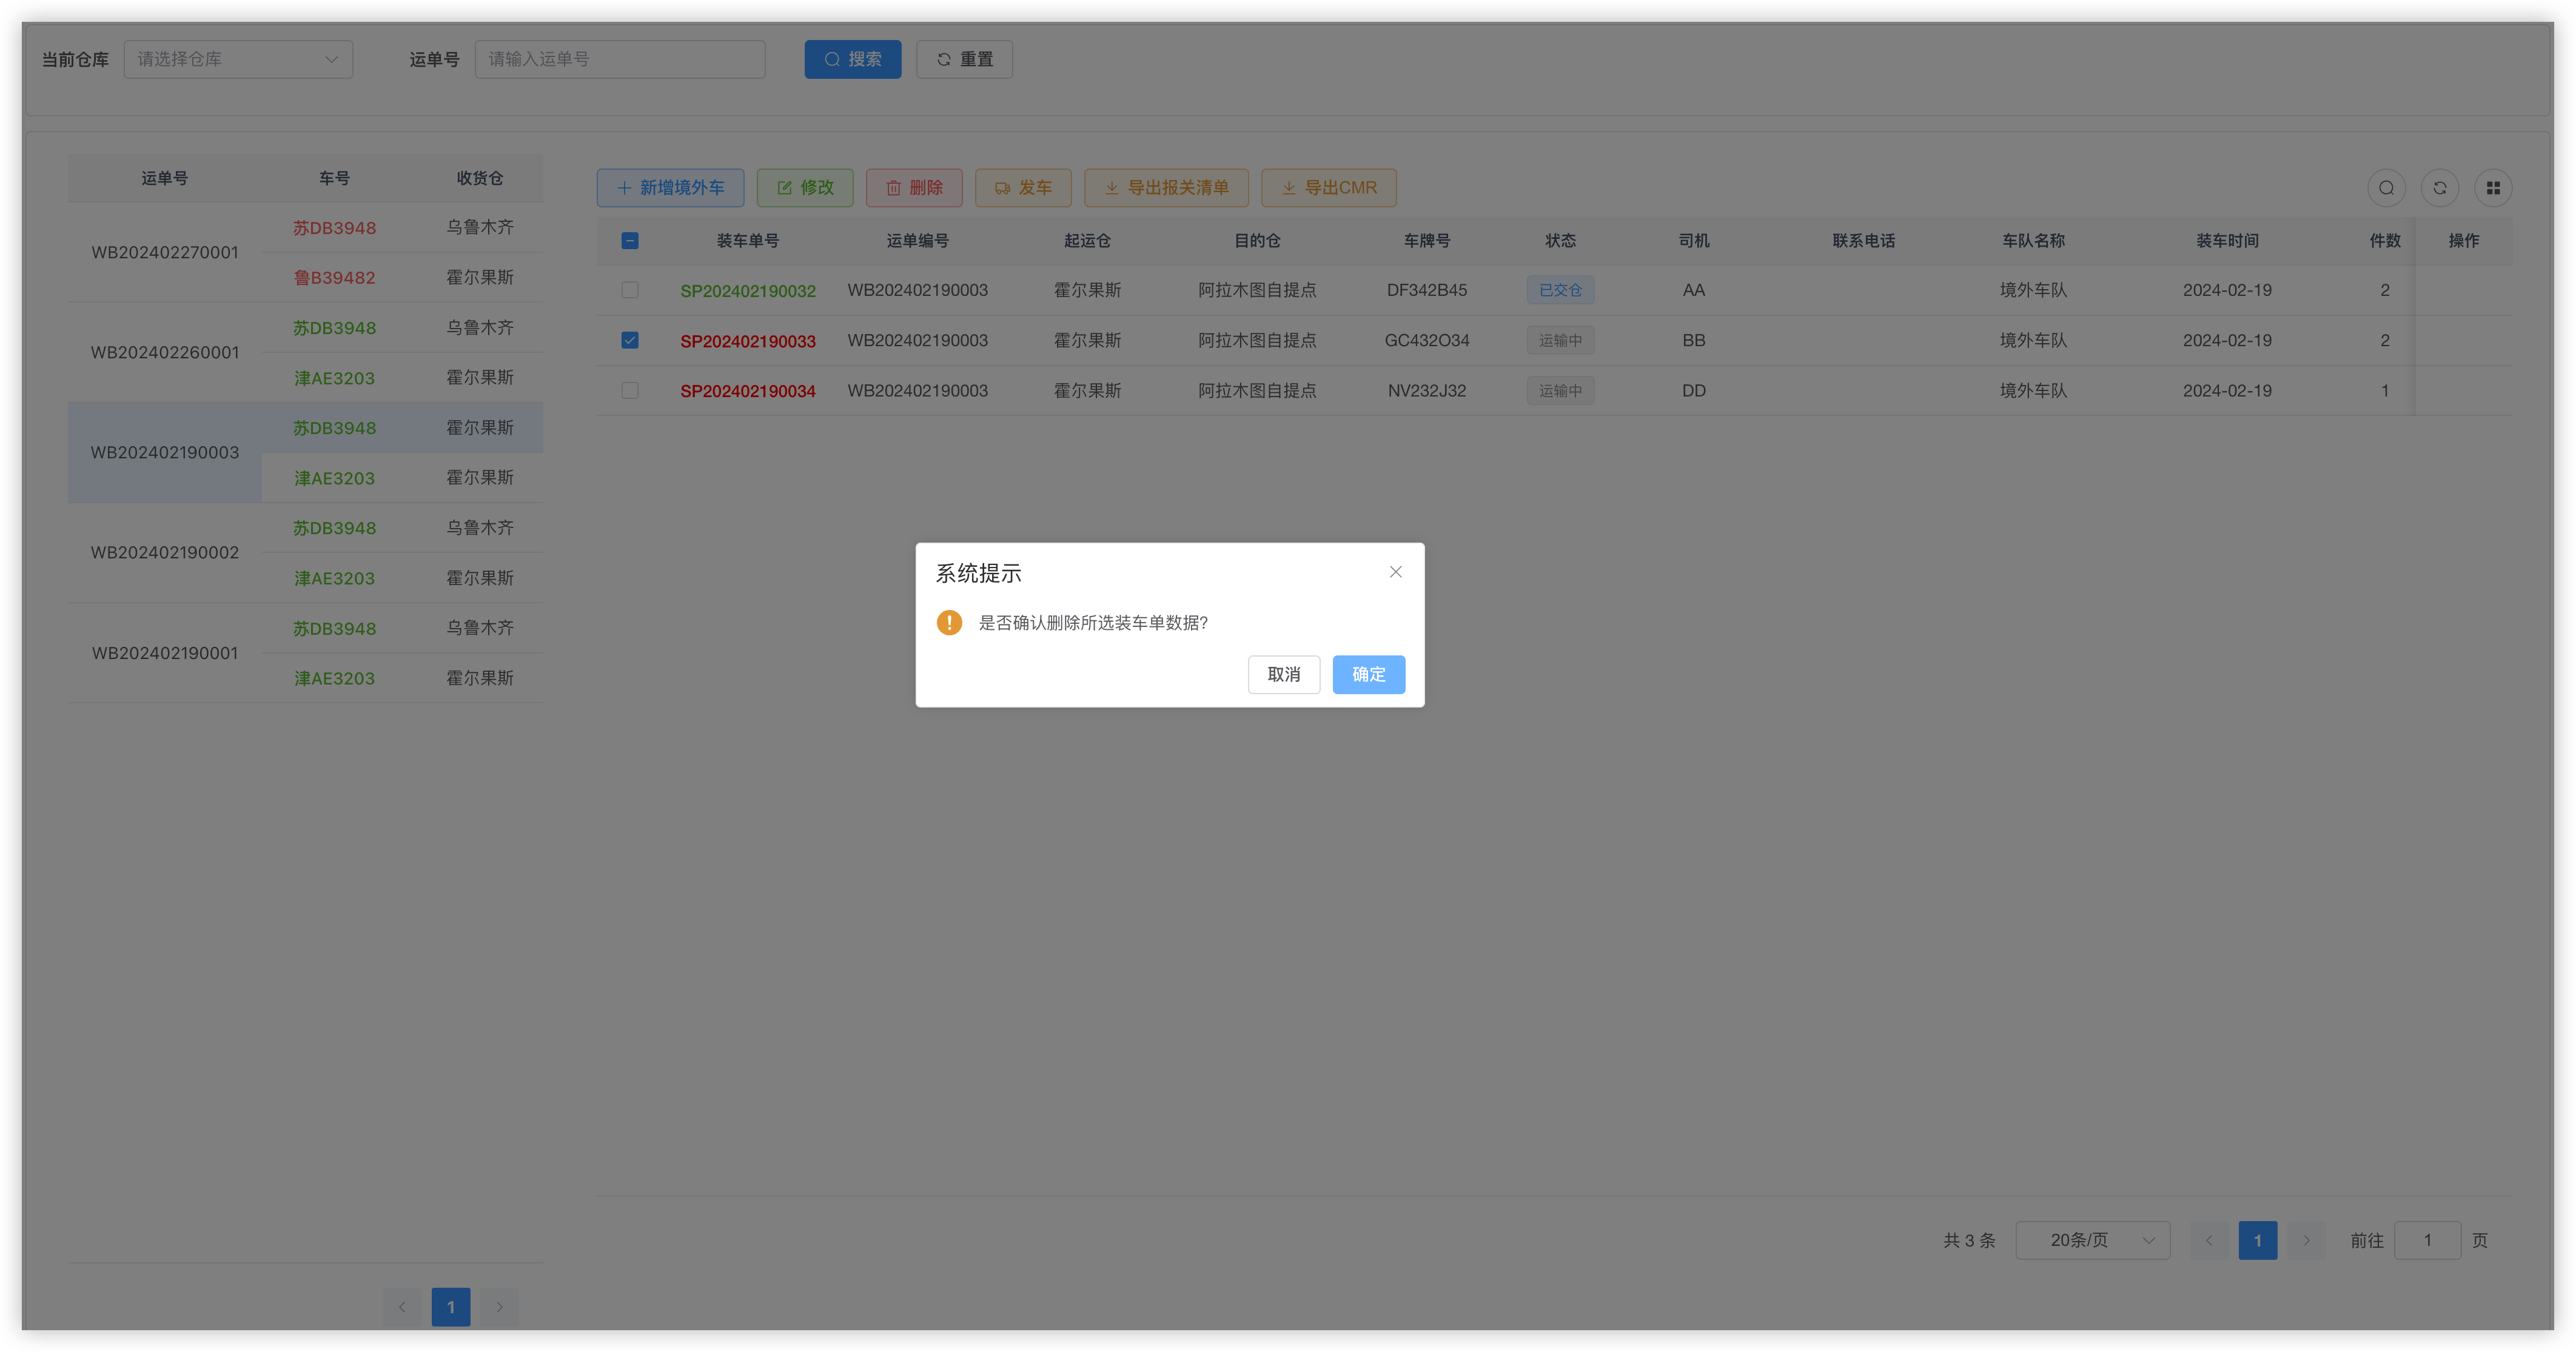 当前仓库 请选择仓库 运单号 请输入运单号 搜索 重置
运单号 车号 收货仓
WB202402270001 苏DB3948 乌鲁木齐
鲁B39482 霍尔果斯
WB202402260001 苏DB3948 乌鲁木齐
津AE3203 霍尔果斯
WB202402190003 苏DB3948 霍尔果斯
津AE3203 霍尔果斯
WB202402190002 苏DB3948 乌鲁木齐
津AE3203 霍尔果斯
WB202402190001 苏DB3948 乌鲁木齐
津AE3203 霍尔果斯
1
新增境外车 修改 删除 发车 导出报关清单 导出CMR
装车单号 运单编号 起运仓 目的仓 车牌号 状态 司机 联系电话 车队名称 装车时间 件数 操作
SP202402190032 WB202402190003 霍尔果斯 阿拉木图自提点 DF342B45 已交仓 AA 境外车队 2024-02-19 2
SP202402190033 WB202402190003 霍尔果斯 阿拉木图自提点 GC432O34 运输中 BB 境外车队 2024-02-19 2
SP202402190034 WB202402190003 霍尔果斯 阿拉木图自提点 NV232J32 运输中 DD 境外车队 2024-02-19 1
系统提示
是否确认删除所选装车单数据?
取消 确定
共 3 条 20条/页 1 前往 1 页